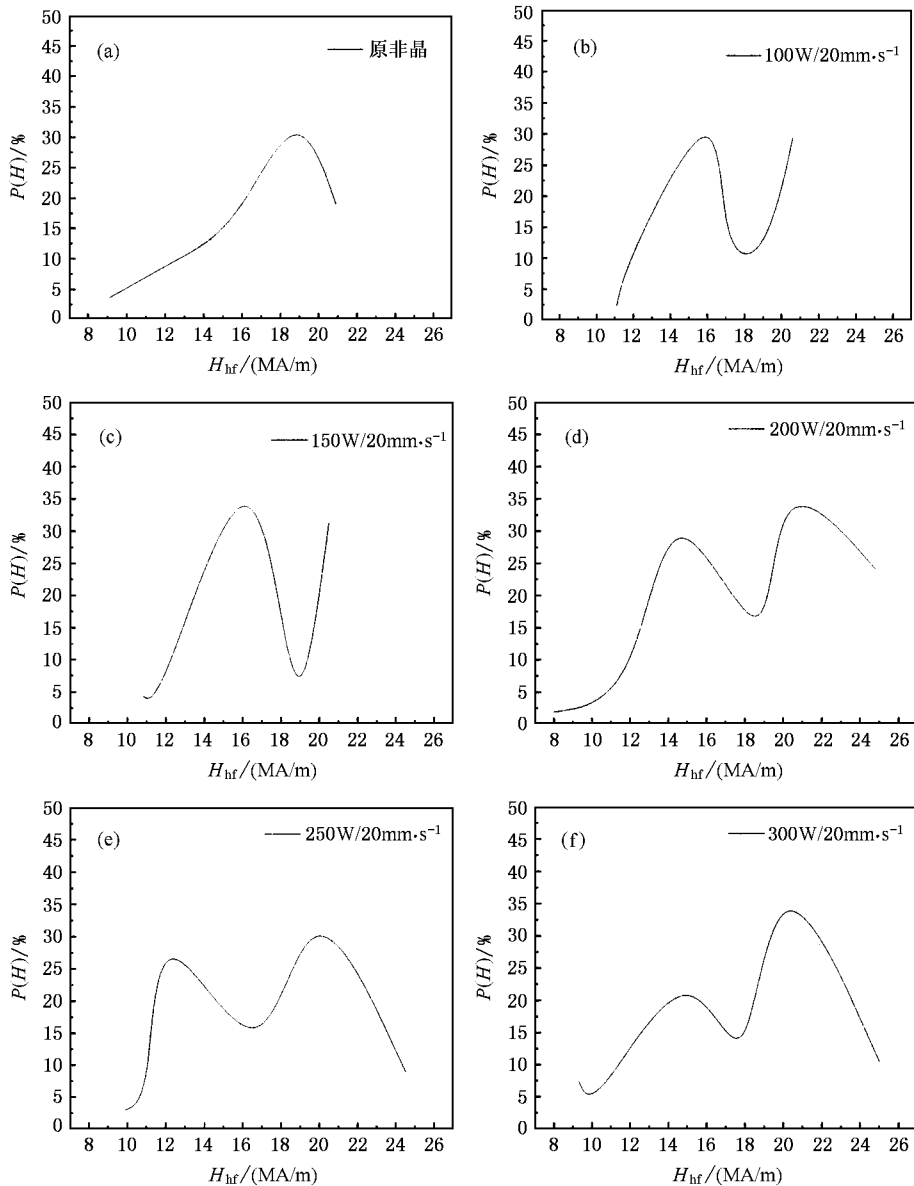 (a)
原非晶
50
45
40
35
30
25
20
15
10
5
0
P(H)/%
8 10 12 14 16 18 20 22 24 26
H_hf/(MA/m)
(b)
100W/20mm·s⁻¹
50
45
40
35
30
25
20
15
10
5
0
P(H)/%
8 10 12 14 16 18 20 22 24 26
H_hf/(MA/m)
(c)
150W/20mm·s⁻¹
50
45
40
35
30
25
20
15
10
5
0
P(H)/%
8 10 12 14 16 18 20 22 24 26
H_hf/(MA/m)
(d)
200W/20mm·s⁻¹
50
45
40
35
30
25
20
15
10
5
0
P(H)/%
8 10 12 14 16 18 20 22 24 26
H_hf/(MA/m)
(e)
250W/20mm·s⁻¹
50
45
40
35
30
25
20
15
10
5
0
P(H)/%
8 10 12 14 16 18 20 22 24 26
H_hf/(MA/m)
(f)
300W/20mm·s⁻¹
50
45
40
35
30
25
20
15
10
5
0
P(H)/%
8 10 12 14 16 18 20 22 24 26
H_hf/(MA/m)